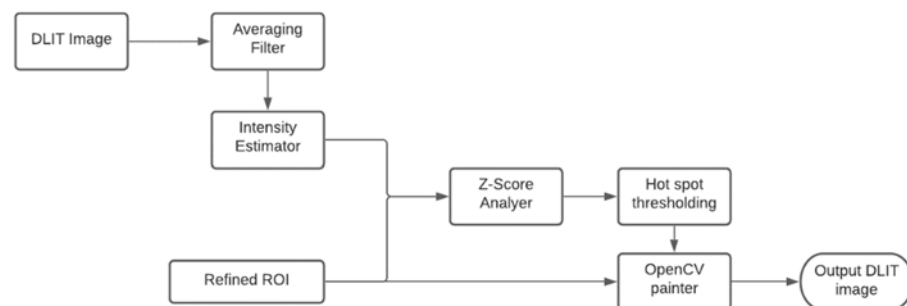 DLIT Image
Averaging
Filter
Intensity
Estimator
Z-Score
Analyer
Hot spot
thresholding
Refined ROI
OpenCV
painter
Output DLIT
image